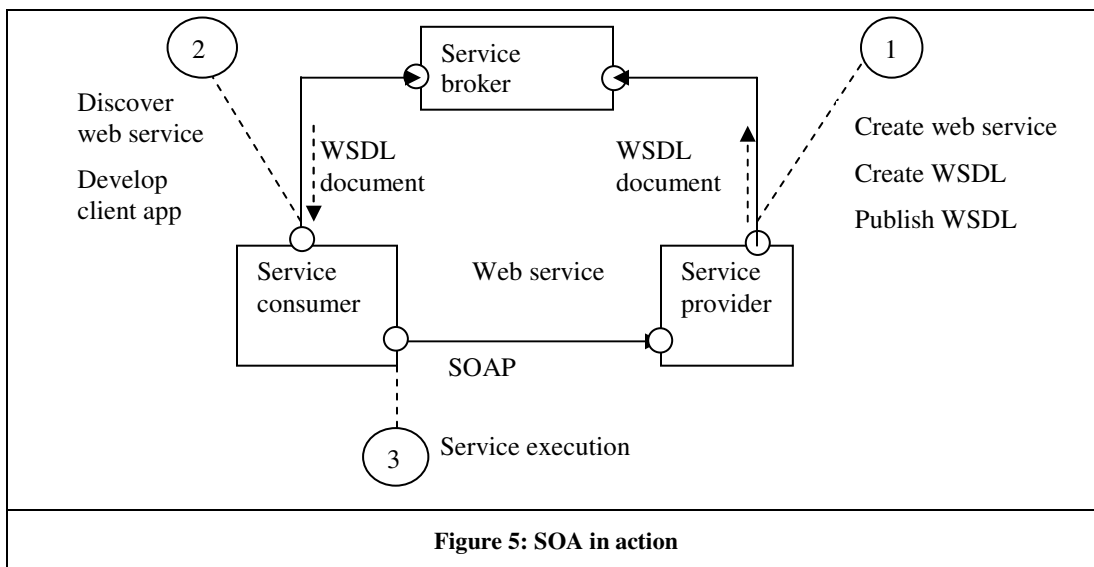 2
Service
broker
1
Discover
web service
Develop
client app
WSDL
document
WSDL
document
Create web service
Create WSDL
Publish WSDL
Service
consumer
Web service
Service
provider
SOAP
3
Service execution
Figure 5: SOA in action